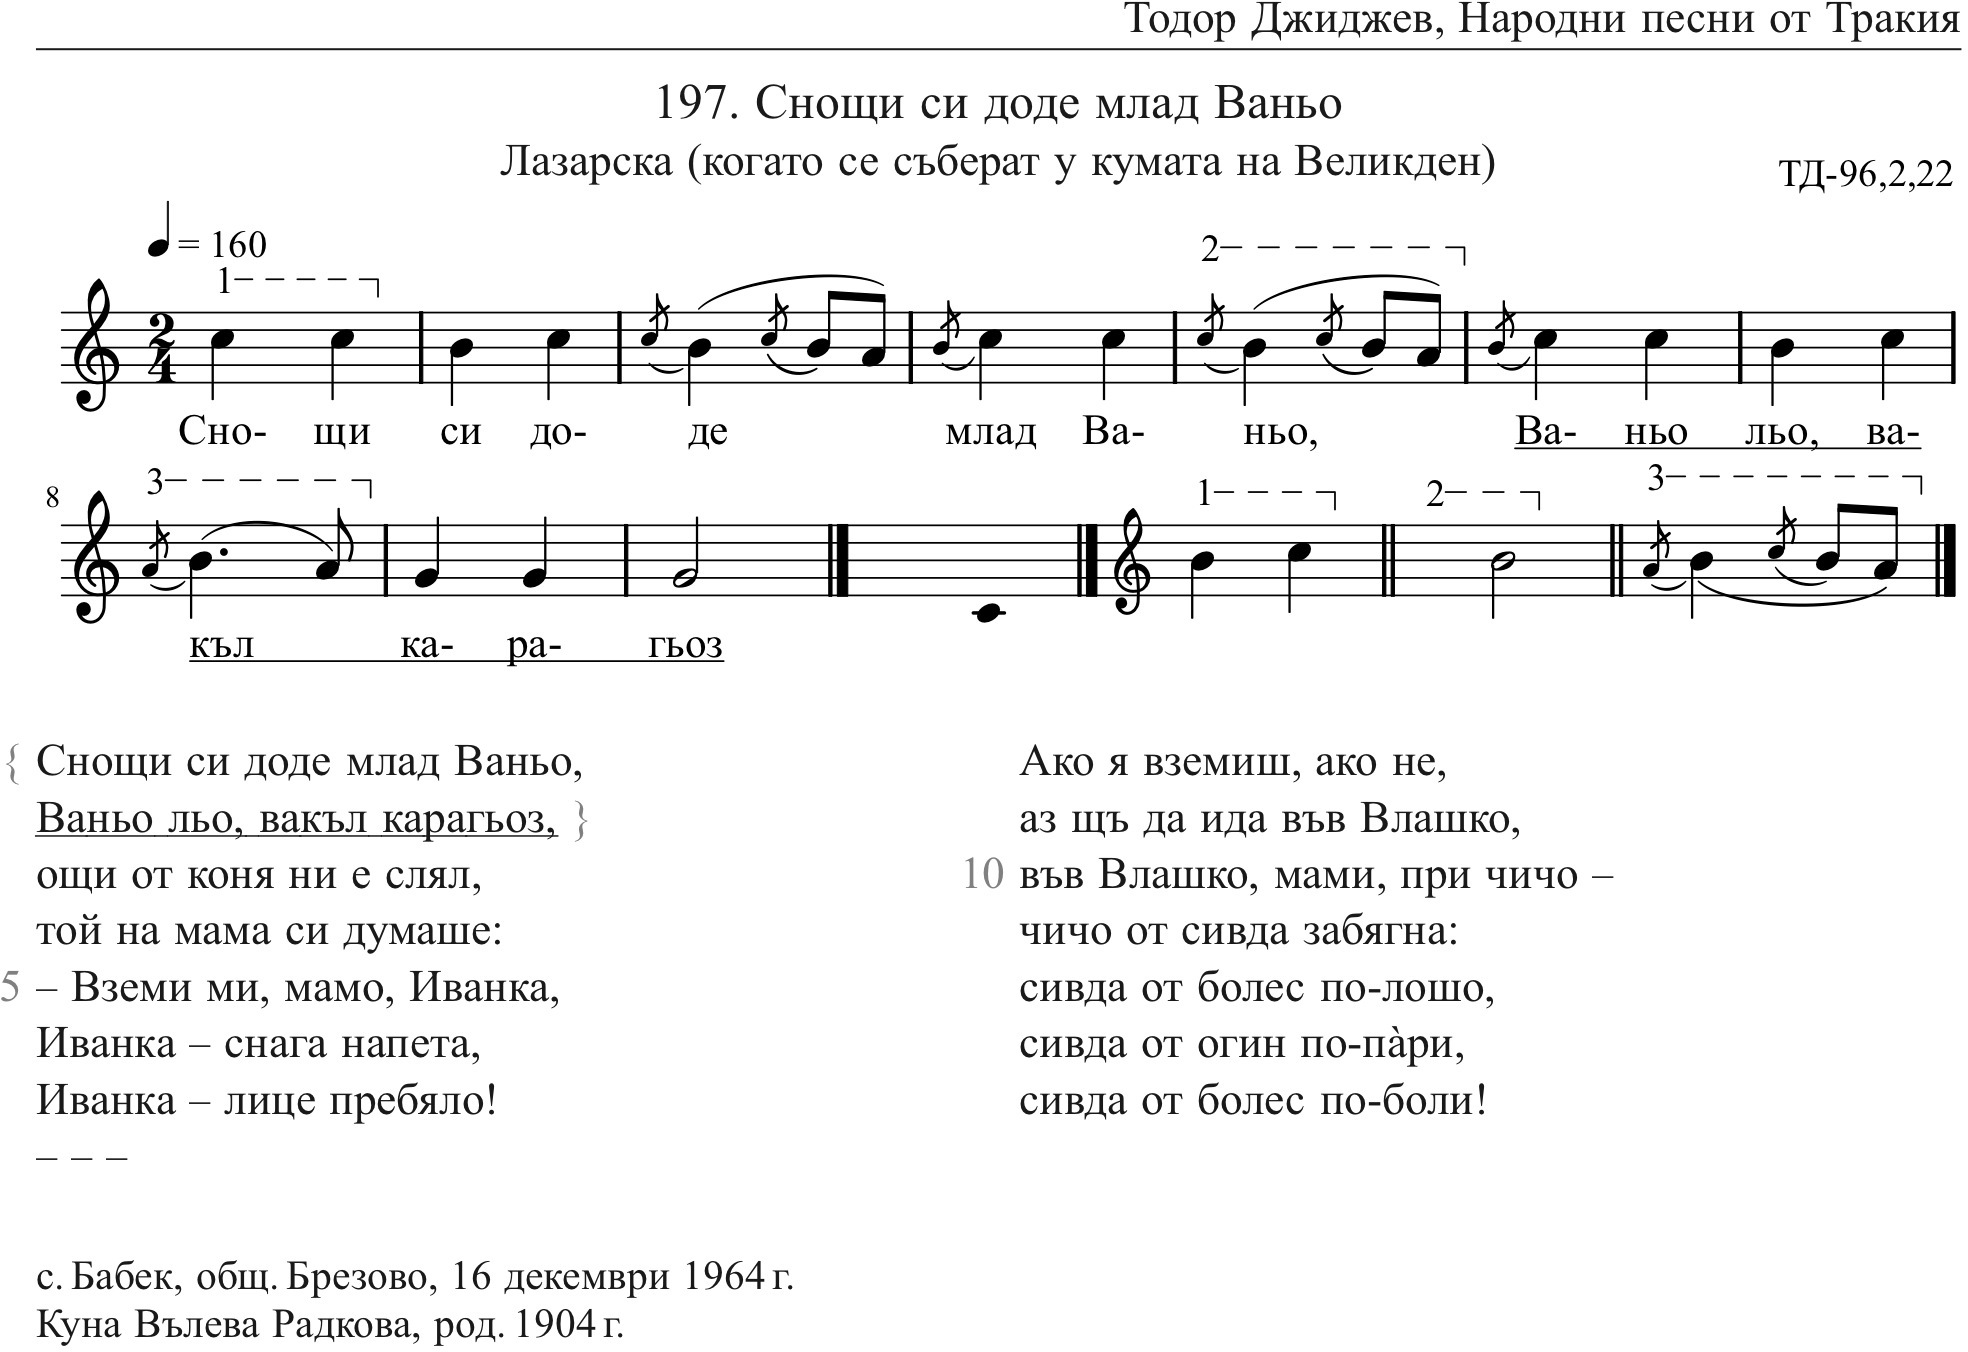 Тодор Джиджев, Народни песни от Тракия
197. Снощи си доде млад Ваньо
Лазарска (когато се съберат у кумата на Великден)
ТД-96,2,22
= 160
1
2
2
4
Сно- щи си до- де млад Ва- ньо, Ва- ньо льо, ва-
8
3
1
2
3
къл ка- ра- гьоз
{ Снощи си доде млад Ваньо,
Ваньо льо, вакъл карагьоз, }
ощи от коня ни е слял,
той на мама си думаше:
5 – Вземи ми, мамо, Иванка,
Иванка – снага напета,
Иванка – лице пребяло!
– – –
Ако я вземиш, ако не,
аз щъ да ида във Влашко,
10 във Влашко, мами, при чичо –
чичо от сивда забягна:
сивда от болес по-лошо,
сивда от огин по-пàри,
сивда от болес по-боли!
с. Бабек, общ. Брезово, 16 декември 1964 г.
Куна Вълева Радкова, род. 1904 г.